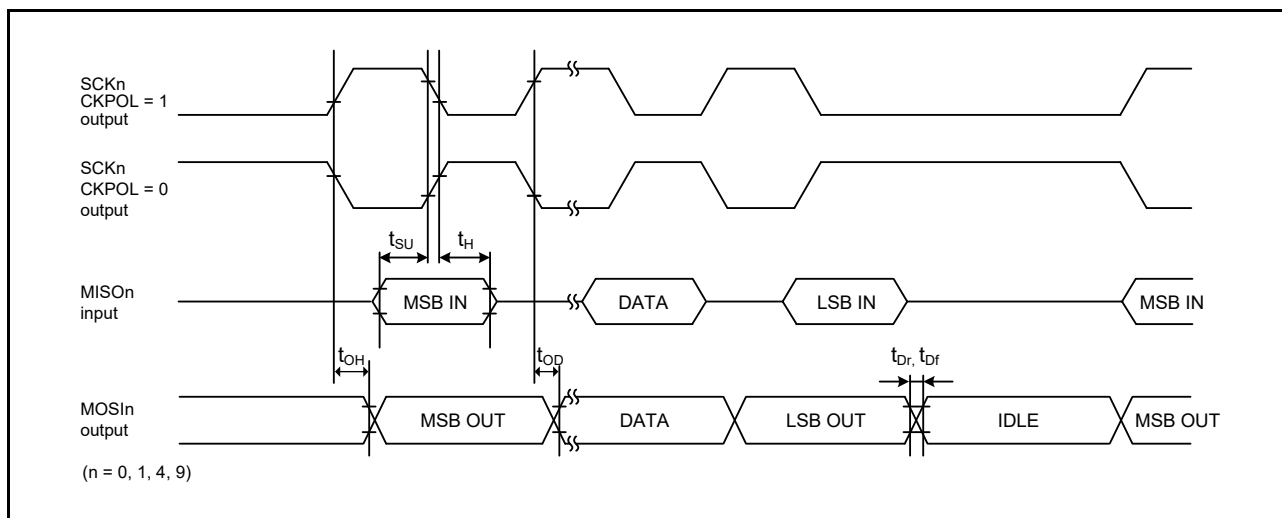 SCKn
CKPOL = 1
output
SCKn
CKPOL = 0
output
tSU
tH
MISOn
input
MSB IN
DATA
LSB IN
MSB IN
tOH
tOD
tDr, tDf
MOSIn
output
MSB OUT
DATA
LSB OUT
IDLE
MSB OUT
(n = 0, 1, 4, 9)